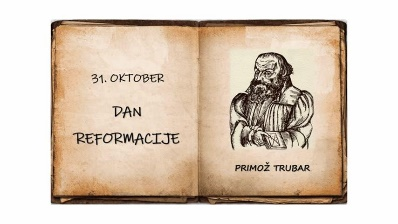 31. OKTOBER
DAN
REFORMACIJE
PRIMOŽ TRUBAR